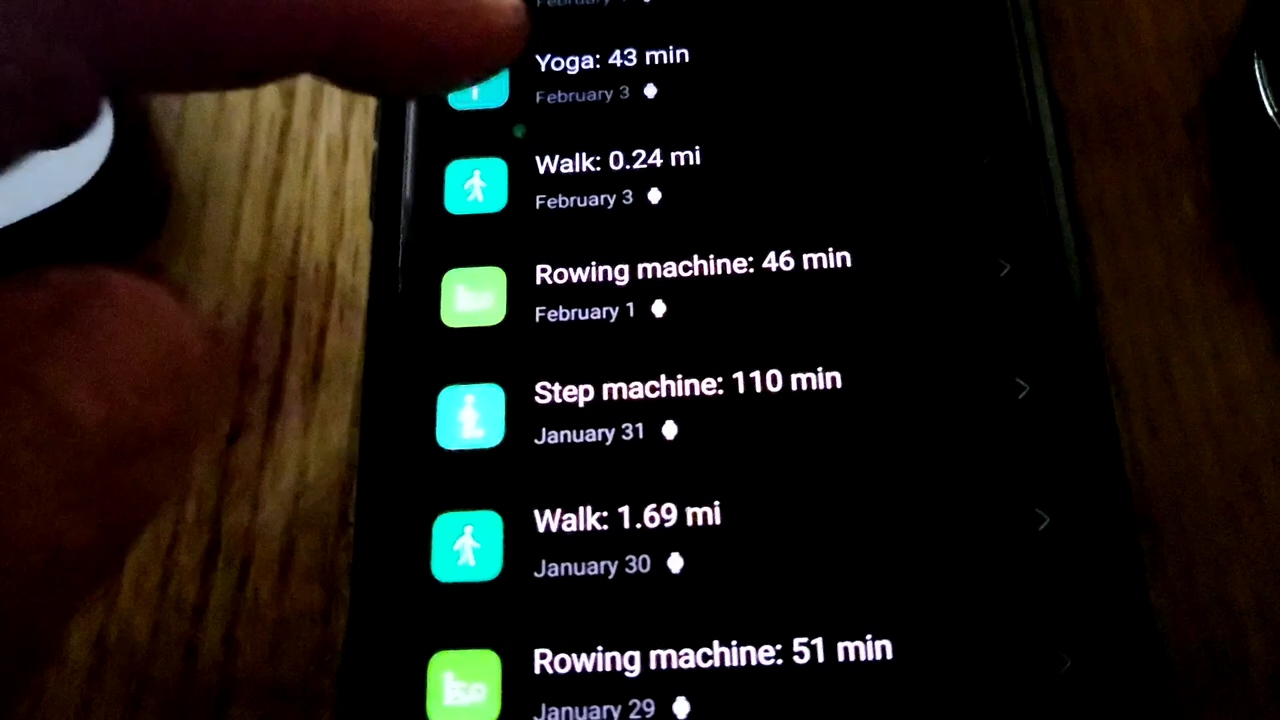 February
Yoga: 43 min
February 3
Walk: 0.24 mi
February 3
Rowing machine: 46 min
February 1
Step machine: 110 min
January 31
Walk: 1.69 mi
January 30
Rowing machine: 51 min
January 29